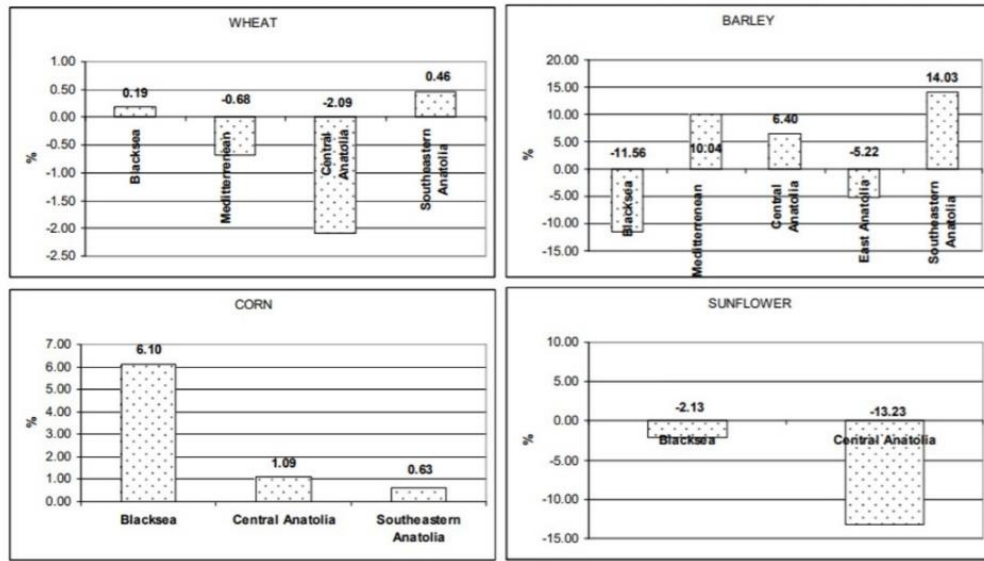 WHEAT
1.00
0.50
0.00
-0.50
-1.00
-1.50
-2.00
-2.50
%
0.19
-0.68
-2.09
0.46
Blacksea
Meditterenean
Central
Anatolia
Southeastern
Anatolia
BARLEY
20.00
15.00
10.00
5.00
0.00
-5.00
-10.00
-15.00
%
-11.56
10.04
6.40
-5.22
14.03
Blacksea
Meditterrenean
Central
Anatolia
East Anatolia
Southeastern
Anatolia
CORN
7.00
6.00
5.00
4.00
3.00
2.00
1.00
0.00
%
6.10
1.09
0.63
Blacksea
Central Anatolia
Southeastern
Anatolia
SUNFLOWER
10.00
5.00
0.00
-5.00
-10.00
-15.00
%
-2.13
-13.23
Blacksea
Central Anatolia